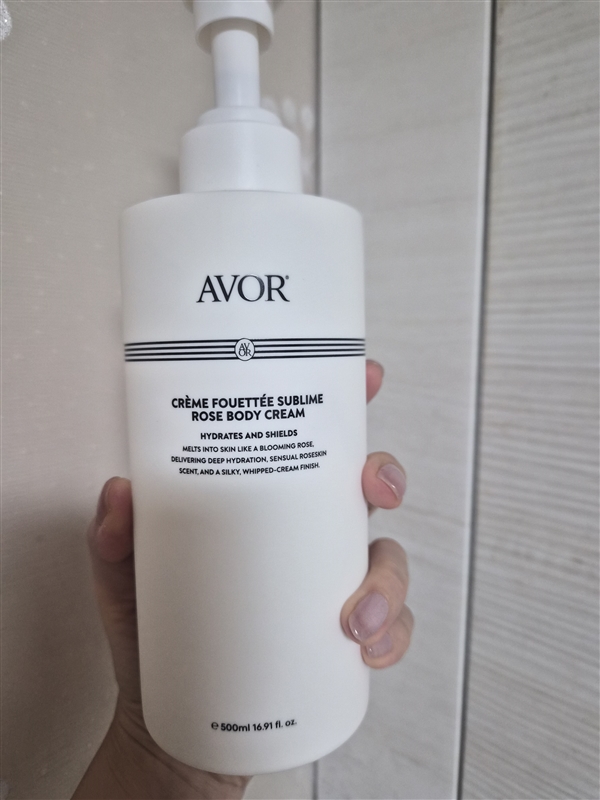 AVOR®
AV
OR
CRÈME FOUETTÉE SUBLIME
ROSE BODY CREAM
HYDRATES AND SHIELDS
MELTS INTO SKIN LIKE A BLOOMING ROSE,
DELIVERING DEEP HYDRATION, SENSUAL ROSESKIN
SCENT, AND A SILKY, WHIPPED-CREAM FINISH.
℮ 500ml 16.91 fl. oz.